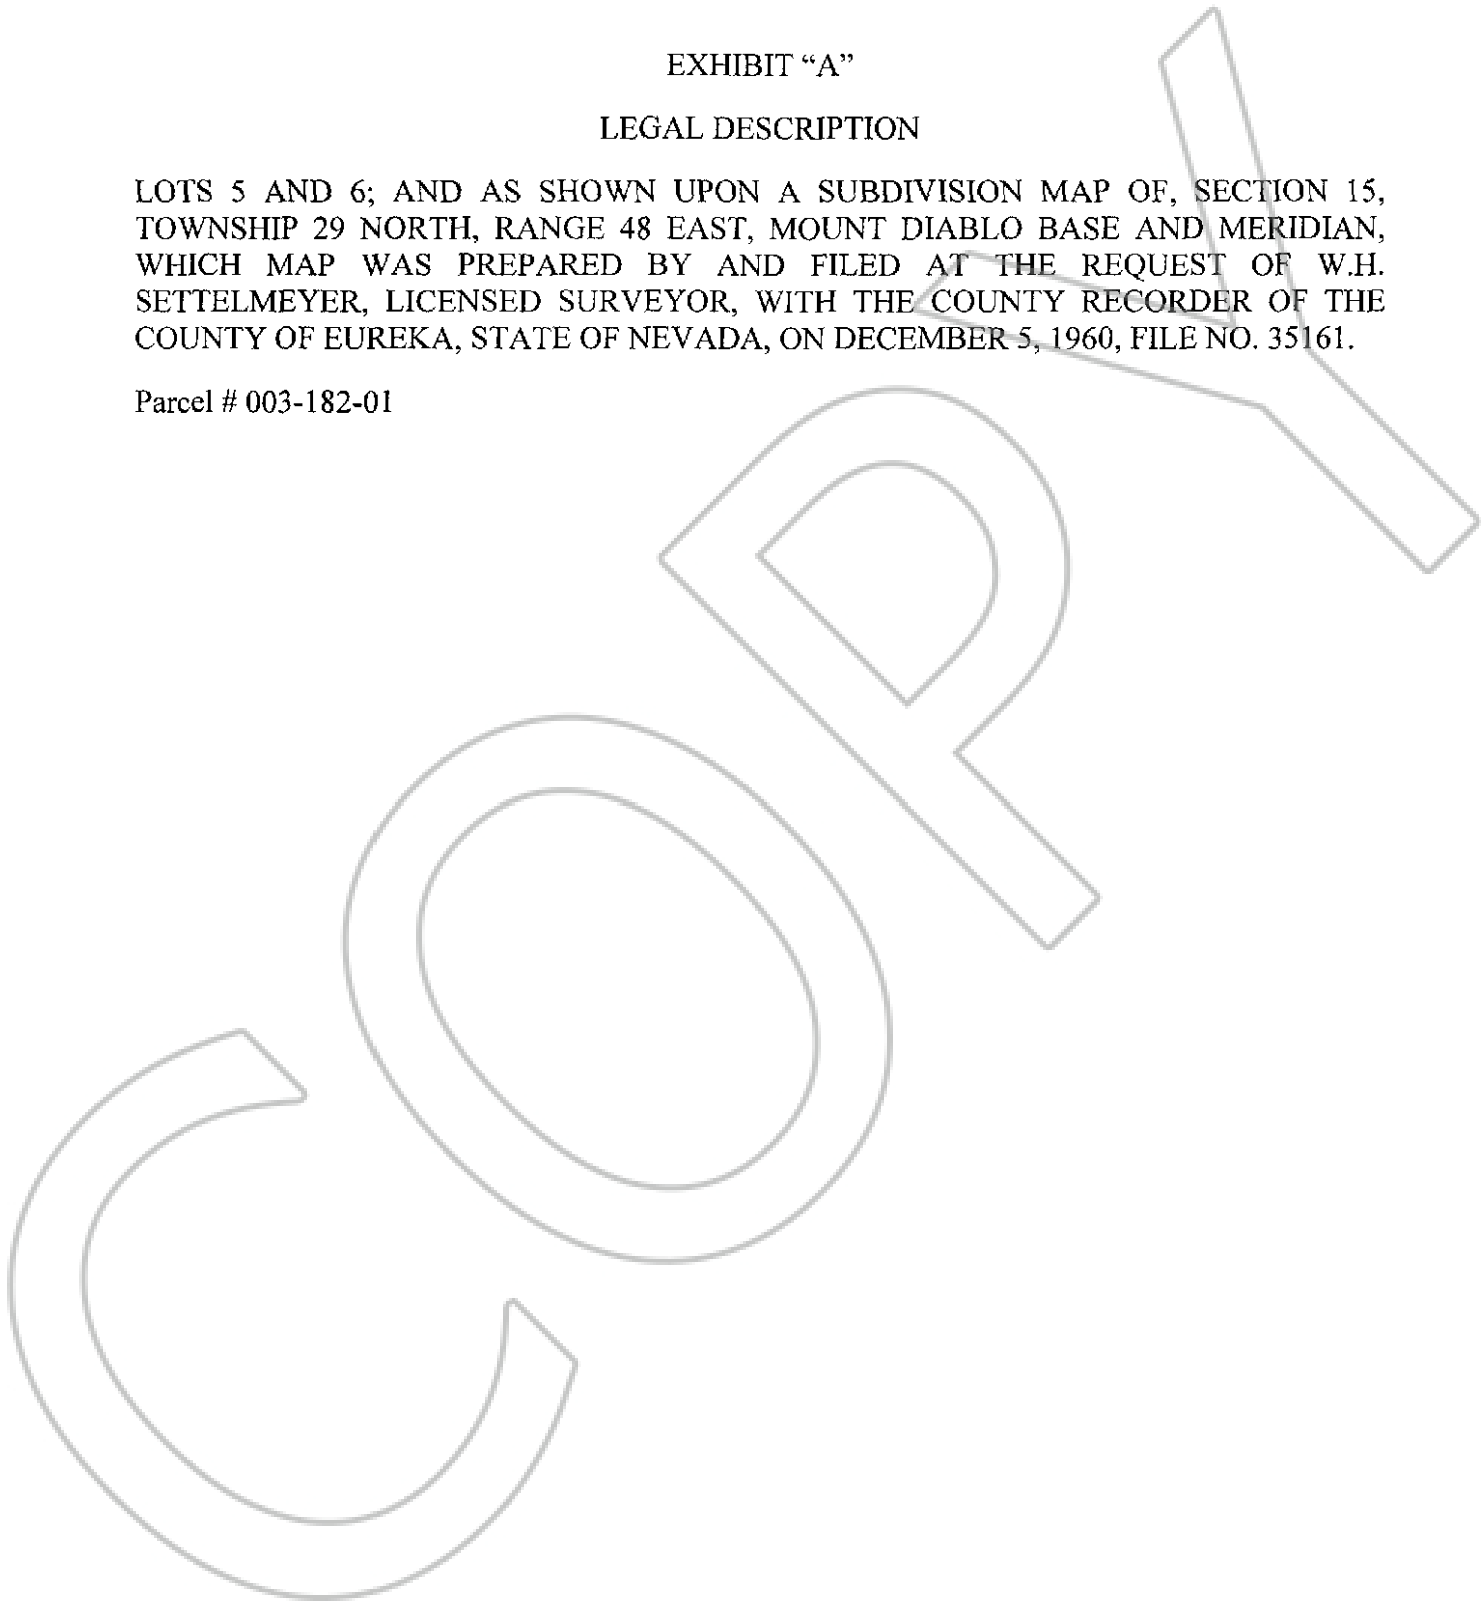 EXHIBIT “A”
LEGAL DESCRIPTION
LOTS 5 AND 6; AND AS SHOWN UPON A SUBDIVISION MAP OF, SECTION 15,
TOWNSHIP 29 NORTH, RANGE 48 EAST, MOUNT DIABLO BASE AND MERIDIAN,
WHICH MAP WAS PREPARED BY AND FILED AT THE REQUEST OF W.H.
SETTELMEYER, LICENSED SURVEYOR, WITH THE COUNTY RECORDER OF THE
COUNTY OF EUREKA, STATE OF NEVADA, ON DECEMBER 5, 1960, FILE NO. 35161.
Parcel # 003-182-01
COPY